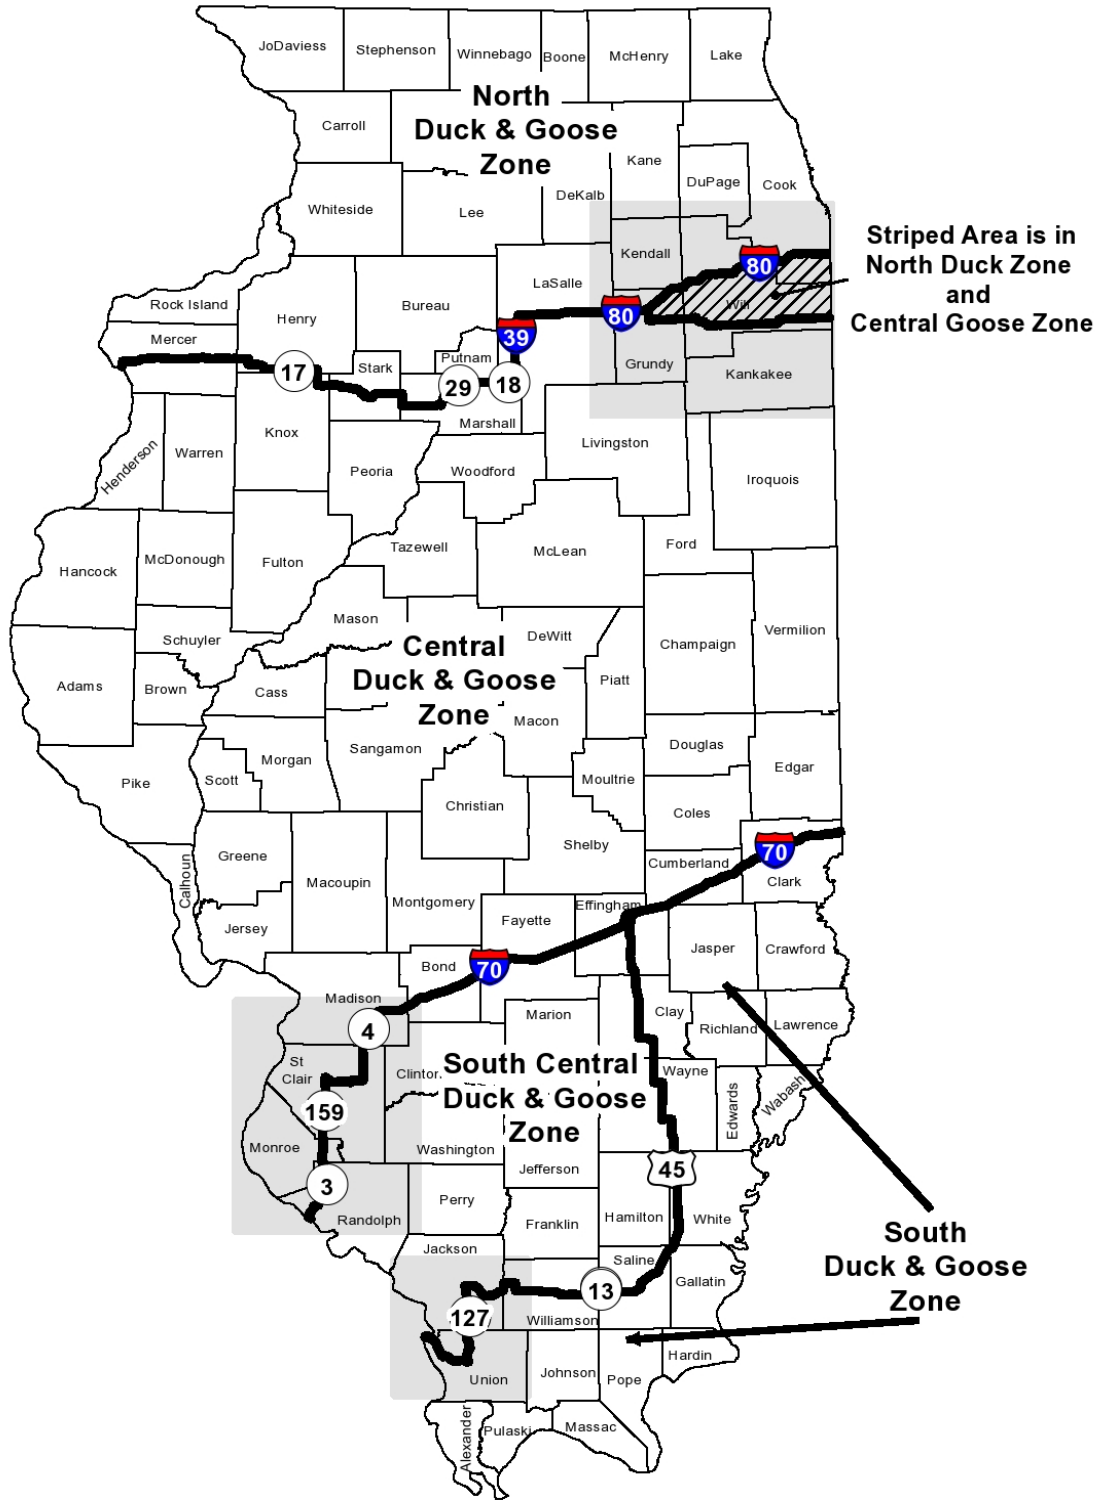 JoDaviess
Stephenson
Winnebago
Boone
McHenry
Lake
North
Duck & Goose
Zone
Carroll
Kane
DuPage
Cook
DeKalb
Whiteside
Lee
Striped Area is in
North Duck Zone
and
Central Goose Zone
Kendall
80
LaSalle
Rock Island
Bureau
Henry
Will
80
39
Mercer
Putnam
Stark
Grundy
Kankakee
17
29
18
Marshall
Knox
Livingston
Henderson
Warren
Peoria
Woodford
Iroquois
Tazewell
McLean
Ford
Hancock
McDonough
Fulton
Mason
Schuyler
DeWitt
Champaign
Vermilion
Central
Duck & Goose
Zone
Adams
Brown
Cass
Piatt
Macon
Sangamon
Douglas
Morgan
Scott
Pike
Moultrie
Edgar
Christian
Coles
Shelby
70
Greene
Cumberland
Calhoun
Macoupin
Clark
Montgomery
Effingham
Fayette
Jersey
Jasper
Crawford
Bond
70
Madison
4
Marion
Clay
Richland
Lawrence
St
Clair
Clinton
South Central
Duck & Goose
Zone
Wayne
Edwards
Wabash
159
Monroe
Washington
Jefferson
45
3
Randolph
Perry
Franklin
Hamilton
White
South
Duck & Goose
Zone
Jackson
Saline
Gallatin
13
127
Williamson
Hardin
Union
Johnson
Pope
Alexander
Pulaski
Massac